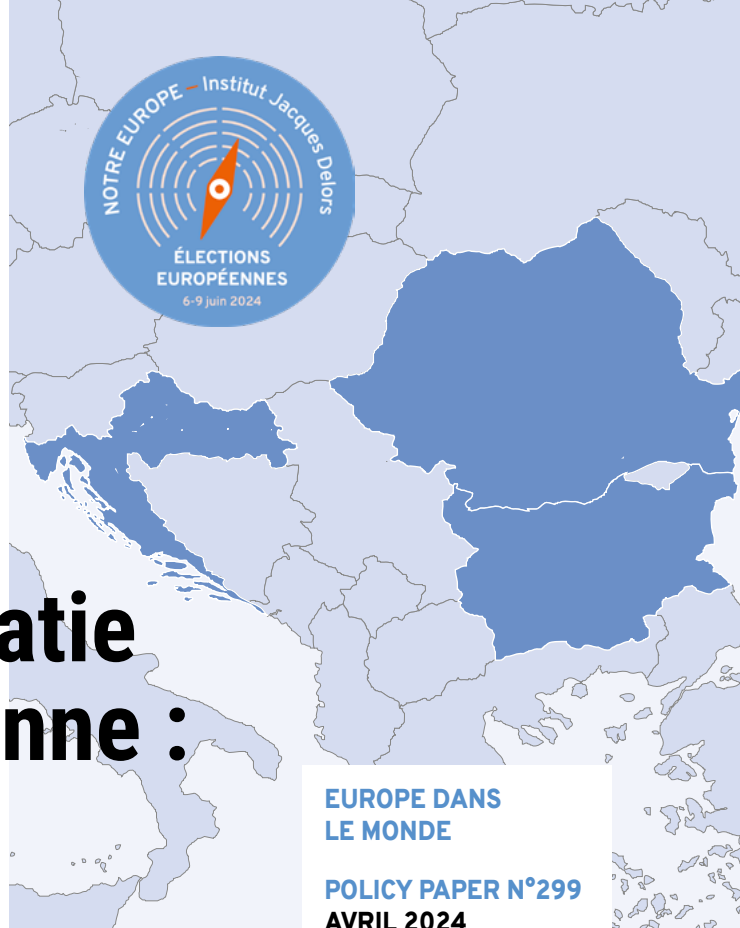 NOTRE EUROPE – Institut Jacques Delors
ÉLECTIONS
EUROPÉENNES
6-9 juin 2024
atie
nne :
EUROPE DANS
LE MONDE
POLICY PAPER N°299
AVRIL 2024